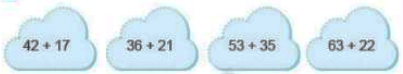 42 + 17
36 + 21
53 + 35
63 + 22